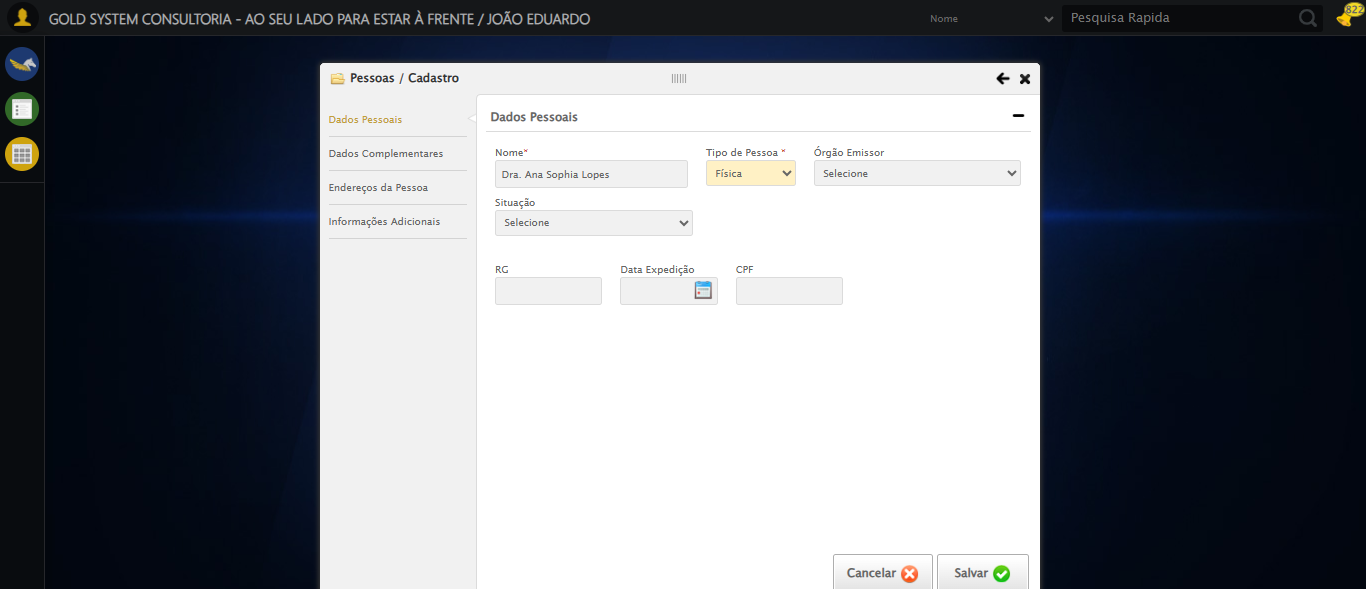 GOLD SYSTEM CONSULTORIA - AO SEU LADO PARA ESTAR À FRENTE / JOÃO EDUARDO
Nome
Pesquisa Rapida
822
Pessoas / Cadastro
Dados Pessoais
Dados Complementares
Endereços da Pessoa
Informações Adicionais
Dados Pessoais
Nome* Tipo de Pessoa * Órgão Emissor
Dra. Ana Sophia Lopes Física Selecione
Situação
Selecione
RG Data Expedição CPF
Cancelar Salvar